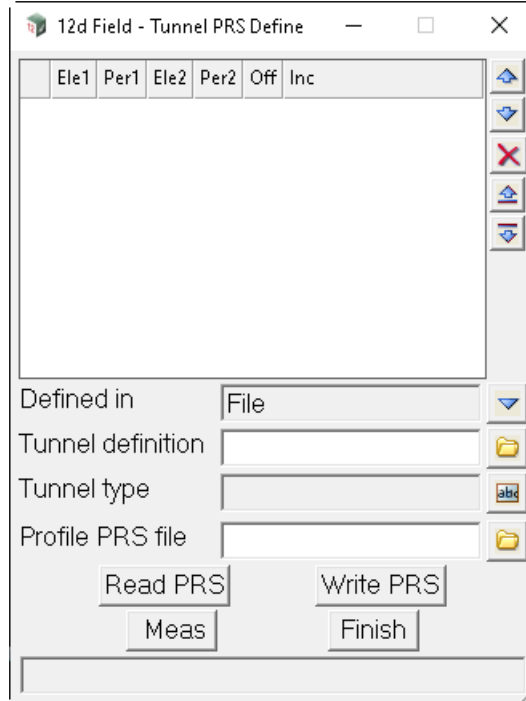 12d Field - Tunnel PRS Define
Ele1 Per1 Ele2 Per2 Off Inc
Defined in File
Tunnel definition
Tunnel type abc
Profile PRS file
Read PRS Write PRS
Meas Finish